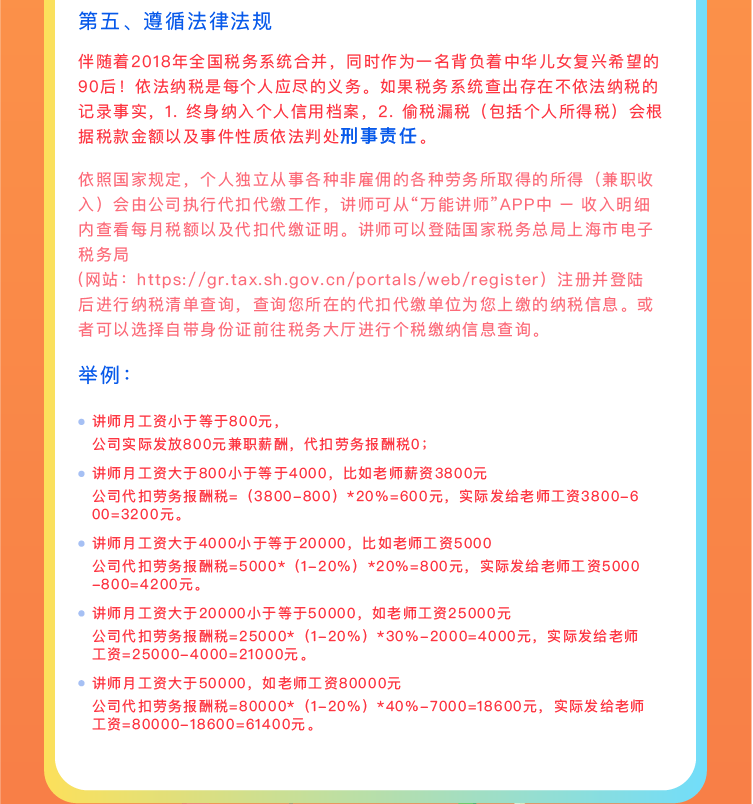 第五、遵循法律法规
伴随着2018年全国税务系统合并，同时作为一名背负着中华儿女复兴希望的
90后！依法纳税是每个人应尽的义务。如果税务系统查出存在不依法纳税的
记录事实，1. 终身纳入个人信用档案，2. 偷税漏税（包括个人所得税）会根
据税款金额以及事件性质依法判处刑事责任。
依照国家规定，个人独立从事各种非雇佣的各种劳务所取得的所得（兼职收
入）会由公司执行代扣代缴工作，讲师可从“万能讲师”APP中 — 收入明细
内查看每月税额以及代扣代缴证明。讲师可以登陆国家税务总局上海市电子
税务局
(网站：https://gr.tax.sh.gov.cn/portals/web/register）注册并登陆
后进行纳税清单查询，查询您所在的代扣代缴单位为您上缴的纳税信息。或
者可以选择自带身份证前往税务大厅进行个税缴纳信息查询。
举例：
讲师月工资小于等于800元，
公司实际发放800元兼职薪酬，代扣劳务报酬税0；
讲师月工资大于800小于等于4000，比如老师薪资3800元
公司代扣劳务报酬税=（3800-800）*20%=600元，实际发给老师工资3800-6
00=3200元。
讲师月工资大于4000小于等于20000，比如老师工资5000
公司代扣劳务报酬税=5000*（1-20%）*20%=800元，实际发给老师工资5000
-800=4200元。
讲师月工资大于20000小于等于50000，如老师工资25000元
公司代扣劳务报酬税=25000*（1-20%）*30%-2000=4000元，实际发给老师
工资=25000-4000=21000元。
讲师月工资大于50000，如老师工资80000元
公司代扣劳务报酬税=80000*（1-20%）*40%-7000=18600元，实际发给老师
工资=80000-18600=61400元。